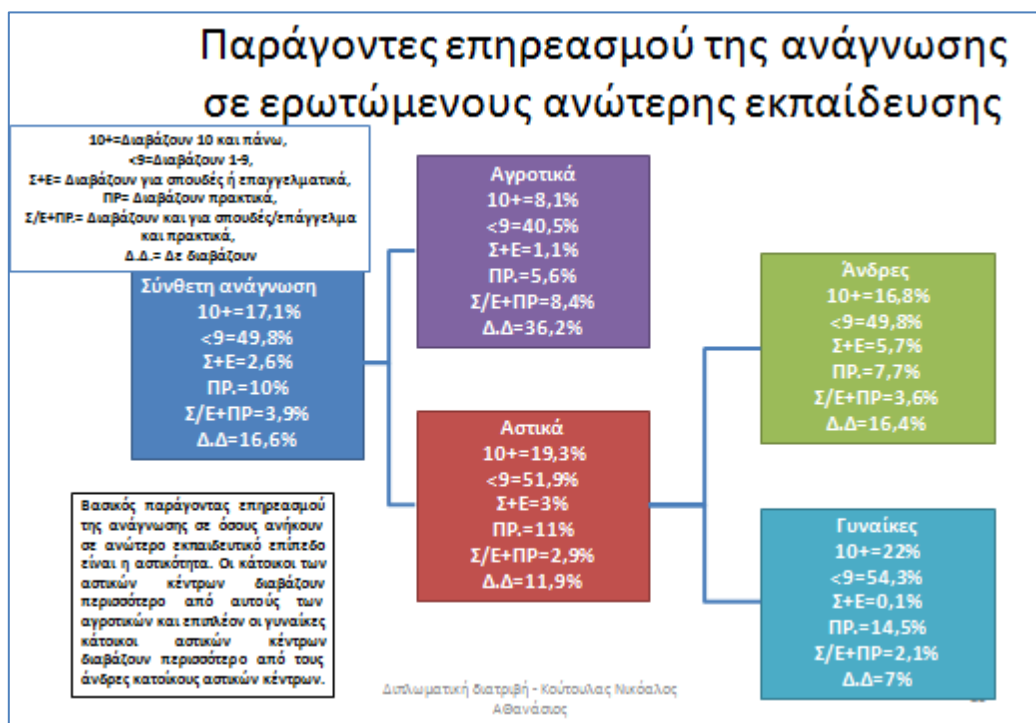 Παράγοντες επηρεασμού της ανάγνωσης
σε ερωτώμενους ανώτερης εκπαίδευσης
10+=Διαβάζουν 10 και πάνω,
<9=Διαβάζουν 1-9,
Σ+Ε= Διαβάζουν για σπουδές ή επαγγελματικά,
ΠΡ= Διαβάζουν πρακτικά,
Σ/Ε+ΠΡ.= Διαβάζουν και για σπουδές/επάγγελμα
και πρακτικά,
Δ.Δ.= Δε διαβάζουν
Σύνθετη ανάγνωση
10+=17,1%
<9=49,8%
Σ+Ε=2,6%
ΠΡ.=10%
Σ/Ε+ΠΡ=3,9%
Δ.Δ=16,6%
Αγροτικά
10+=8,1%
<9=40,5%
Σ+Ε=1,1%
ΠΡ.=5,6%
Σ/Ε+ΠΡ=8,4%
Δ.Δ=36,2%
Αστικά
10+=19,3%
<9=51,9%
Σ+Ε=3%
ΠΡ.=11%
Σ/Ε+ΠΡ=2,9%
Δ.Δ=11,9%
Άνδρες
10+=16,8%
<9=49,8%
Σ+Ε=5,7%
ΠΡ.=7,7%
Σ/Ε+ΠΡ=3,6%
Δ.Δ=16,4%
Γυναίκες
10+=22%
<9=54,3%
Σ+Ε=0,1%
ΠΡ.=14,5%
Σ/Ε+ΠΡ=2,1%
Δ.Δ=7%
Βασικός παράγοντας επηρεασμού
της ανάγνωσης σε όσους ανήκουν
σε ανώτερο εκπαιδευτικό επίπεδο
είναι η αστικότητα. Οι κάτοικοι των
αστικών κέντρων διαβάζουν
περισσότερο από αυτούς των
αγροτικών και επιπλέον οι γυναίκες
κάτοικοι αστικών κέντρων
διαβάζουν περισσότερο από τους
άνδρες κατοίκους αστικών κέντρων.
Διπλωματική διατριβή - Κούτουλας Νικόαλος
Αθανάσιος